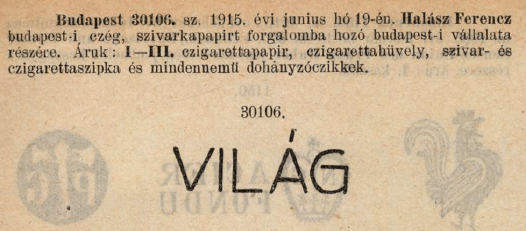 Budapest 30106. sz. 1915. évi junius hó 19-én. Halász Ferencz
budapest-i czég, szivarkapapirt forgalomba hozó budapest-i vállalata
részére. Áruk: I—III. czigarettapapir, czigarettahüvely, szivar- és
czigarettaszipka és mindennemű dohányzóczikkek.
30106.
VILÁG